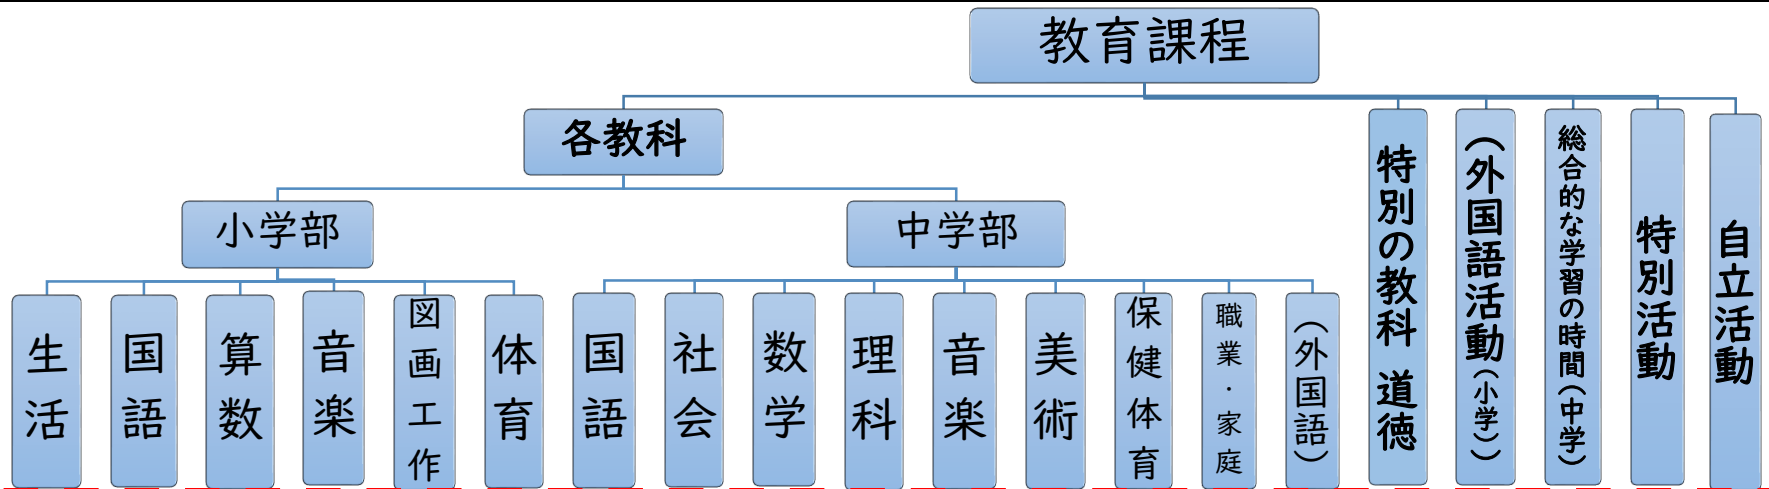 教育課程
各教科
小学部
中学部
生活
国語
算数
音楽
図画工作
体育
国語
社会
数学
理科
音楽
美術
保健体育
職業・家庭
（外国語）
特別の教科 道徳
（外国語活動（小学））
総合的な学習の時間（中学）
特別活動
自立活動